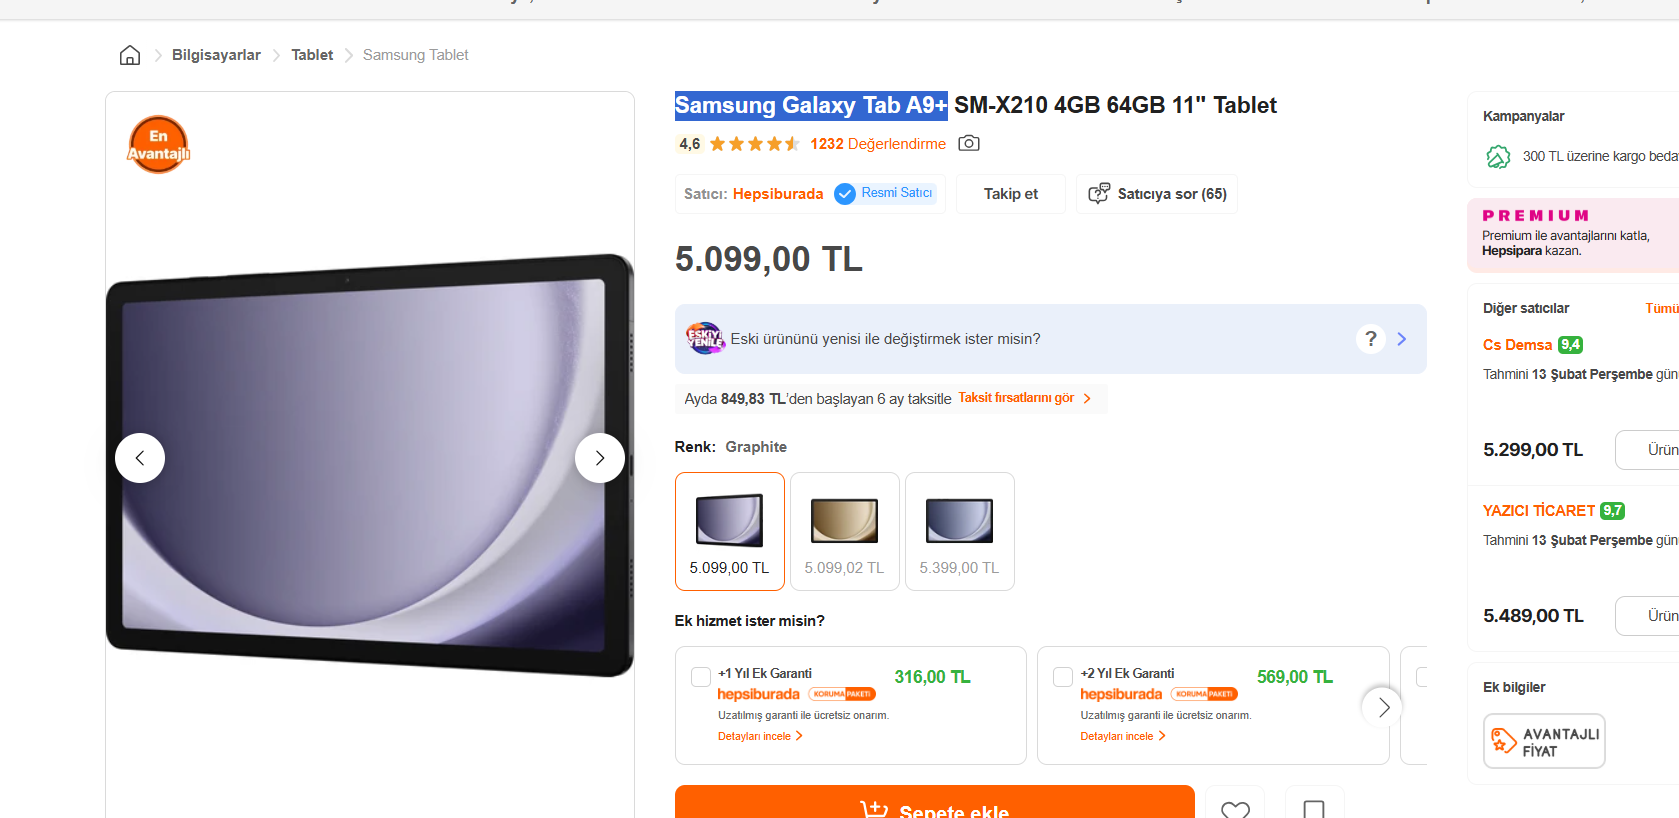 Bilgisayarlar
Tablet
Samsung Tablet
En
Avantajlı
Samsung Galaxy Tab A9+ SM-X210 4GB 64GB 11" Tablet
4,6
1232 Değerlendirme
Satıcı: Hepsiburada
Resmi Satıcı
Takip et
Satıcıya sor (65)
5.099,00 TL
ESKİYİ
YENİLE
Eski ürününü yenisi ile değiştirmek ister misin?
?
Ayda 849,83 TL'den başlayan 6 ay taksitle
Taksit fırsatlarını gör
Renk: Graphite
5.099,00 TL
5.099,02 TL
5.399,00 TL
Ek hizmet ister misin?
+1 Yıl Ek Garanti
316,00 TL
hepsiburada KORUMA PAKETİ
Uzatılmış garanti ile ücretsiz onarım.
Detayları incele
+2 Yıl Ek Garanti
569,00 TL
hepsiburada KORUMA PAKETİ
Uzatılmış garanti ile ücretsiz onarım.
Detayları incele
Sepete ekle
Kampanyalar
300 TL üzerine kargo beda
PREMIUM
Premium ile avantajlarını katla,
Hepsipara kazan.
Diğer satıcılar
Tümü
Cs Demsa 9,4
Tahmini 13 Şubat Perşembe gün
5.299,00 TL
Ürün
YAZICI TİCARET 9,7
Tahmini 13 Şubat Perşembe gün
5.489,00 TL
Ürün
Ek bilgiler
AVANTAJLI
FİYAT